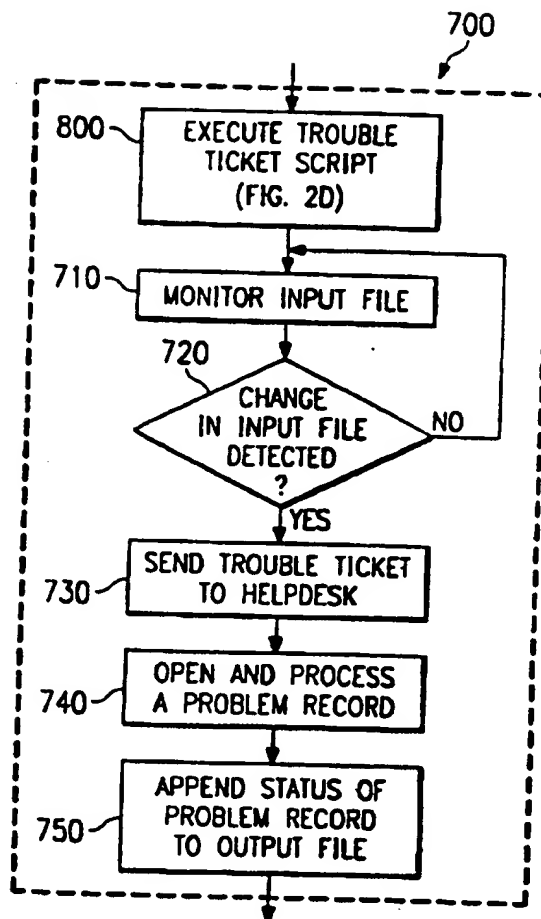 700
800
EXECUTE TROUBLE
TICKET SCRIPT
(FIG. 2D)
710
MONITOR INPUT FILE
720
CHANGE
IN INPUT FILE
DETECTED
?
NO
YES
730
SEND TROUBLE TICKET
TO HELPDESK
740
OPEN AND PROCESS
A PROBLEM RECORD
750
APPEND STATUS OF
PROBLEM RECORD
TO OUTPUT FILE